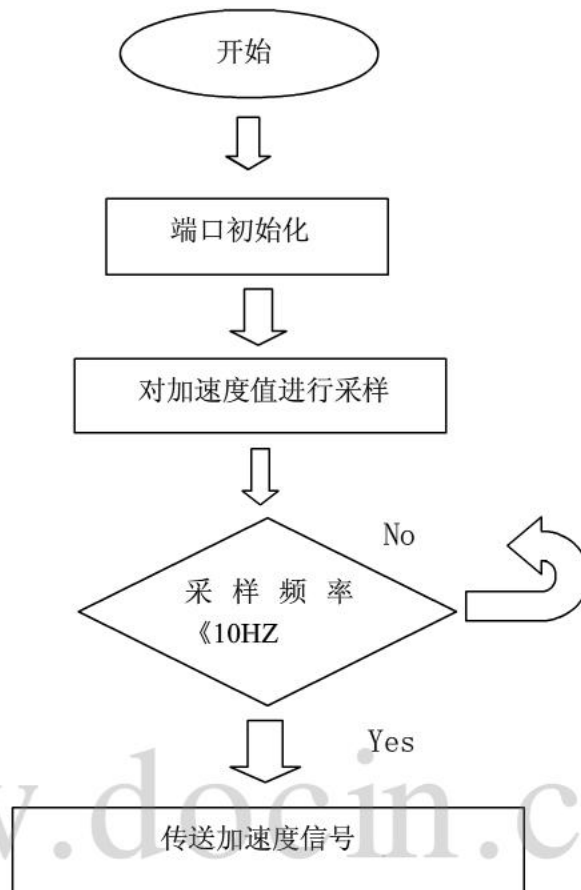 开始
端口初始化
对加速度值进行采样
No
采样频率
《10HZ
Yes
w.docin.c
传送加速度信号